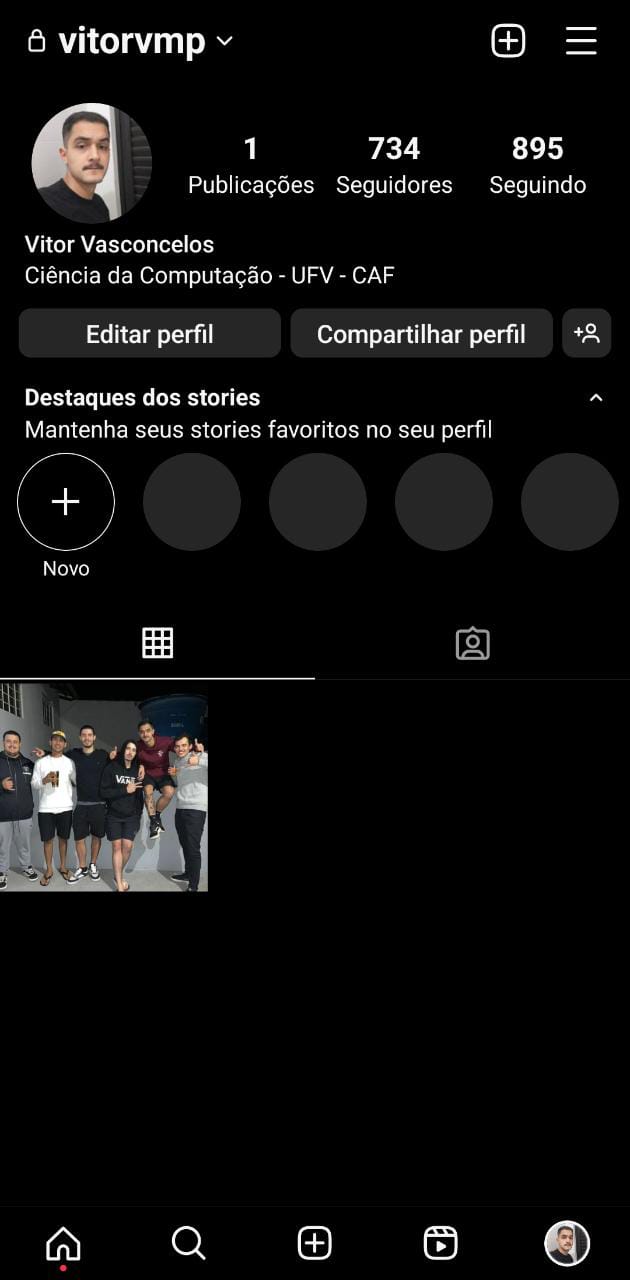 vitorvmp
1 734 895
Publicações Seguidores Seguindo
Vitor Vasconcelos
Ciência da Computação - UFV - CAF
Editar perfil Compartilhar perfil
Destaques dos stories
Mantenha seus stories favoritos no seu perfil
Novo
VANS